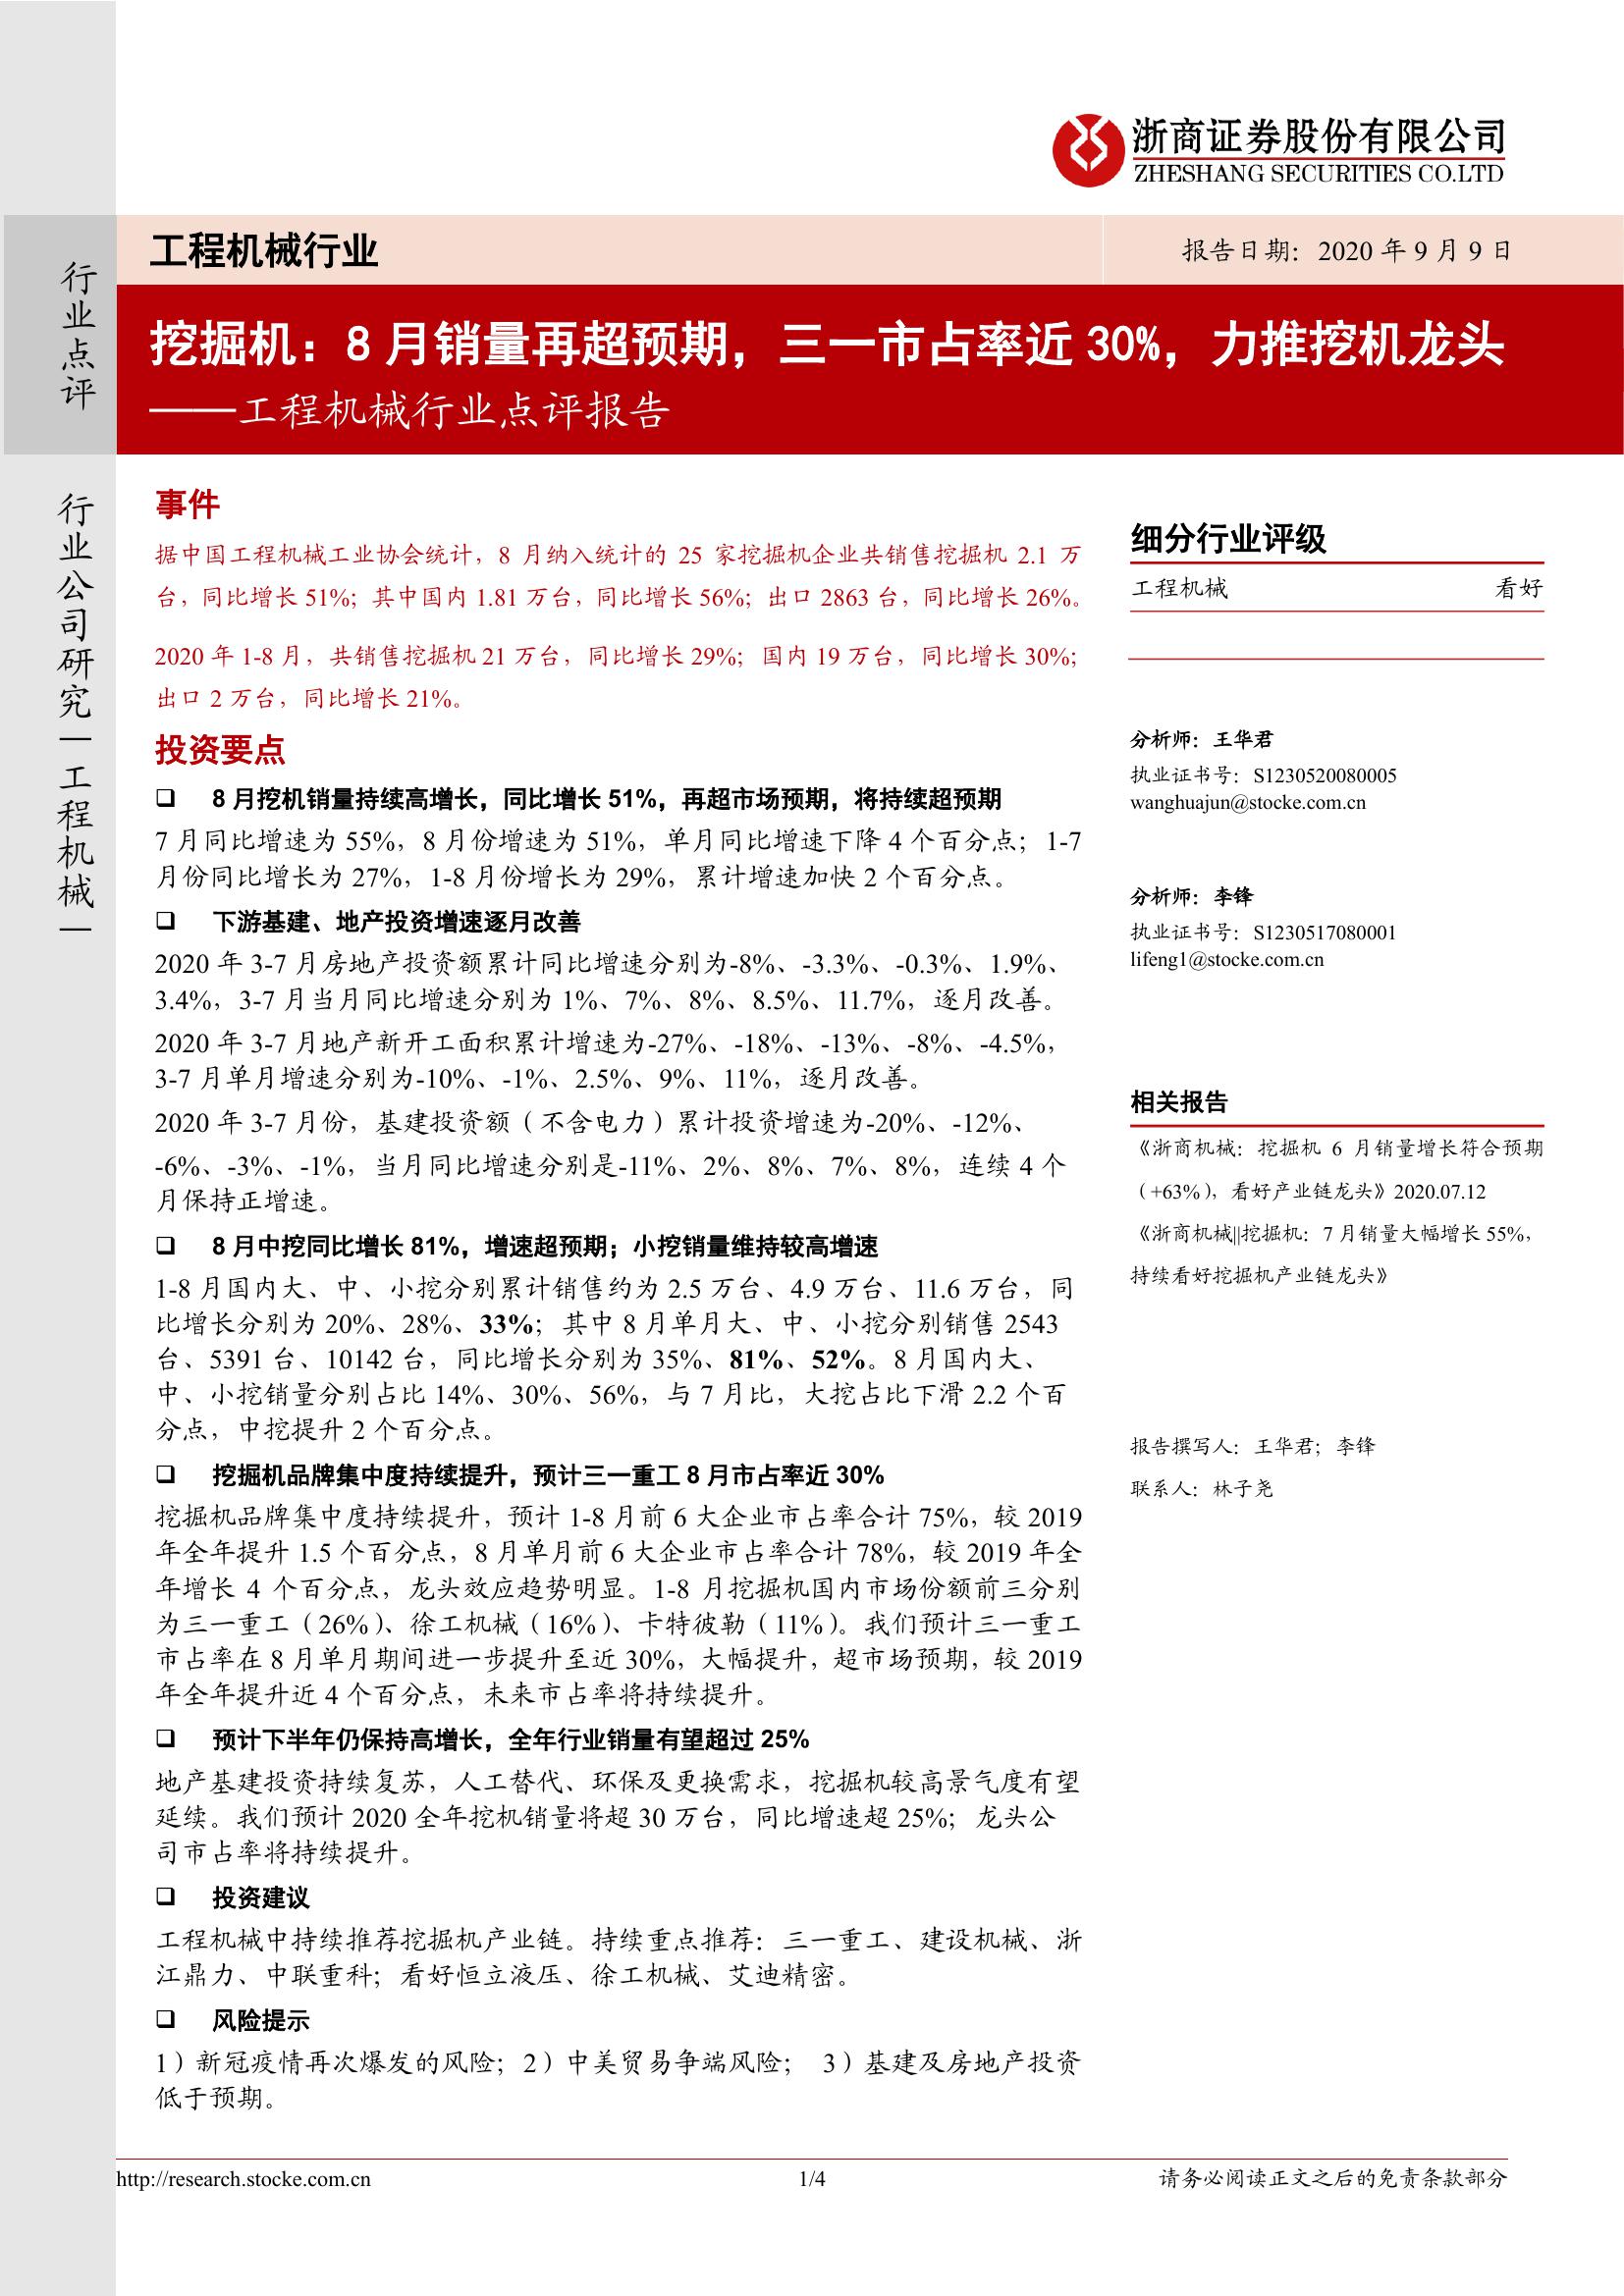 浙商证券股份有限公司
ZHESHANG SECURITIES CO.LTD
工程机械行业
报告日期：2020 年 9 月 9 日
行业点评
挖掘机：8 月销量再超预期，三一市占率近 30%，力推挖机龙头
——工程机械行业点评报告
行业公司研究｜工程机械｜
事件
据中国工程机械工业协会统计，8 月纳入统计的 25 家挖掘机企业共销售挖掘机 2.1 万
台，同比增长 51%；其中国内 1.81 万台，同比增长 56%；出口 2863 台，同比增长 26%。
2020 年 1-8 月，共销售挖掘机 21 万台，同比增长 29%；国内 19 万台，同比增长 30%；
出口 2 万台，同比增长 21%。
投资要点
❑ 8 月挖机销量持续高增长，同比增长 51%，再超市场预期，将持续超预期
7 月同比增速为 55%，8 月份增速为 51%，单月同比增速下降 4 个百分点；1-7
月份同比增长为 27%，1-8 月份增长为 29%，累计增速加快 2 个百分点。
❑ 下游基建、地产投资增速逐月改善
2020 年 3-7 月房地产投资额累计同比增速分别为-8%、-3.3%、-0.3%、1.9%、
3.4%，3-7 月当月同比增速分别为 1%、7%、8%、8.5%、11.7%，逐月改善。
2020 年 3-7 月地产新开工面积累计增速为-27%、-18%、-13%、-8%、-4.5%，
3-7 月单月增速分别为-10%、-1%、2.5%、9%、11%，逐月改善。
2020 年 3-7 月份，基建投资额（不含电力）累计投资增速为-20%、-12%、
-6%、-3%、-1%，当月同比增速分别是-11%、2%、8%、7%、8%，连续 4 个
月保持正增速。
❑ 8 月中挖同比增长 81%，增速超预期；小挖销量维持较高增速
1-8 月国内大、中、小挖分别累计销售约为 2.5 万台、4.9 万台、11.6 万台，同
比增长分别为 20%、28%、33%；其中 8 月单月大、中、小挖分别销售 2543
台、5391 台、10142 台，同比增长分别为 35%、81%、52%。8 月国内大、
中、小挖销量分别占比 14%、30%、56%，与 7 月比，大挖占比下滑 2.2 个百
分点，中挖提升 2 个百分点。
❑ 挖掘机品牌集中度持续提升，预计三一重工 8 月市占率近 30%
挖掘机品牌集中度持续提升，预计 1-8 月前 6 大企业市占率合计 75%，较 2019
年全年提升 1.5 个百分点，8 月单月前 6 大企业市占率合计 78%，较 2019 年全
年增长 4 个百分点，龙头效应趋势明显。1-8 月挖掘机国内市场份额前三分别
为三一重工（26%）、徐工机械（16%）、卡特彼勒（11%）。我们预计三一重工
市占率在 8 月单月期间进一步提升至近 30%，大幅提升，超市场预期，较 2019
年全年提升近 4 个百分点，未来市占率将持续提升。
❑ 预计下半年仍保持高增长，全年行业销量有望超过 25%
地产基建投资持续复苏，人工替代、环保及更换需求，挖掘机较高景气度有望
延续。我们预计 2020 全年挖机销量将超 30 万台，同比增速超 25%；龙头公
司市占率将持续提升。
❑ 投资建议
工程机械中持续推荐挖掘机产业链。持续重点推荐：三一重工、建设机械、浙
江鼎力、中联重科；看好恒立液压、徐工机械、艾迪精密。
❑ 风险提示
1）新冠疫情再次爆发的风险；2）中美贸易争端风险； 3）基建及房地产投资
低于预期。
细分行业评级
工程机械 看好
分析师：王华君
执业证书号：S1230520080005
wanghuajun@stocke.com.cn
分析师：李锋
执业证书号：S1230517080001
lifeng1@stocke.com.cn
相关报告
《浙商机械：挖掘机 6 月销量增长符合预期
（+63%），看好产业链龙头》2020.07.12
《浙商机械||挖掘机：7 月销量大幅增长 55%，
持续看好挖掘机产业链龙头》
报告撰写人：王华君；李锋
联系人：林子尧
http://research.stocke.com.cn
1/4
请务必阅读正文之后的免责条款部分